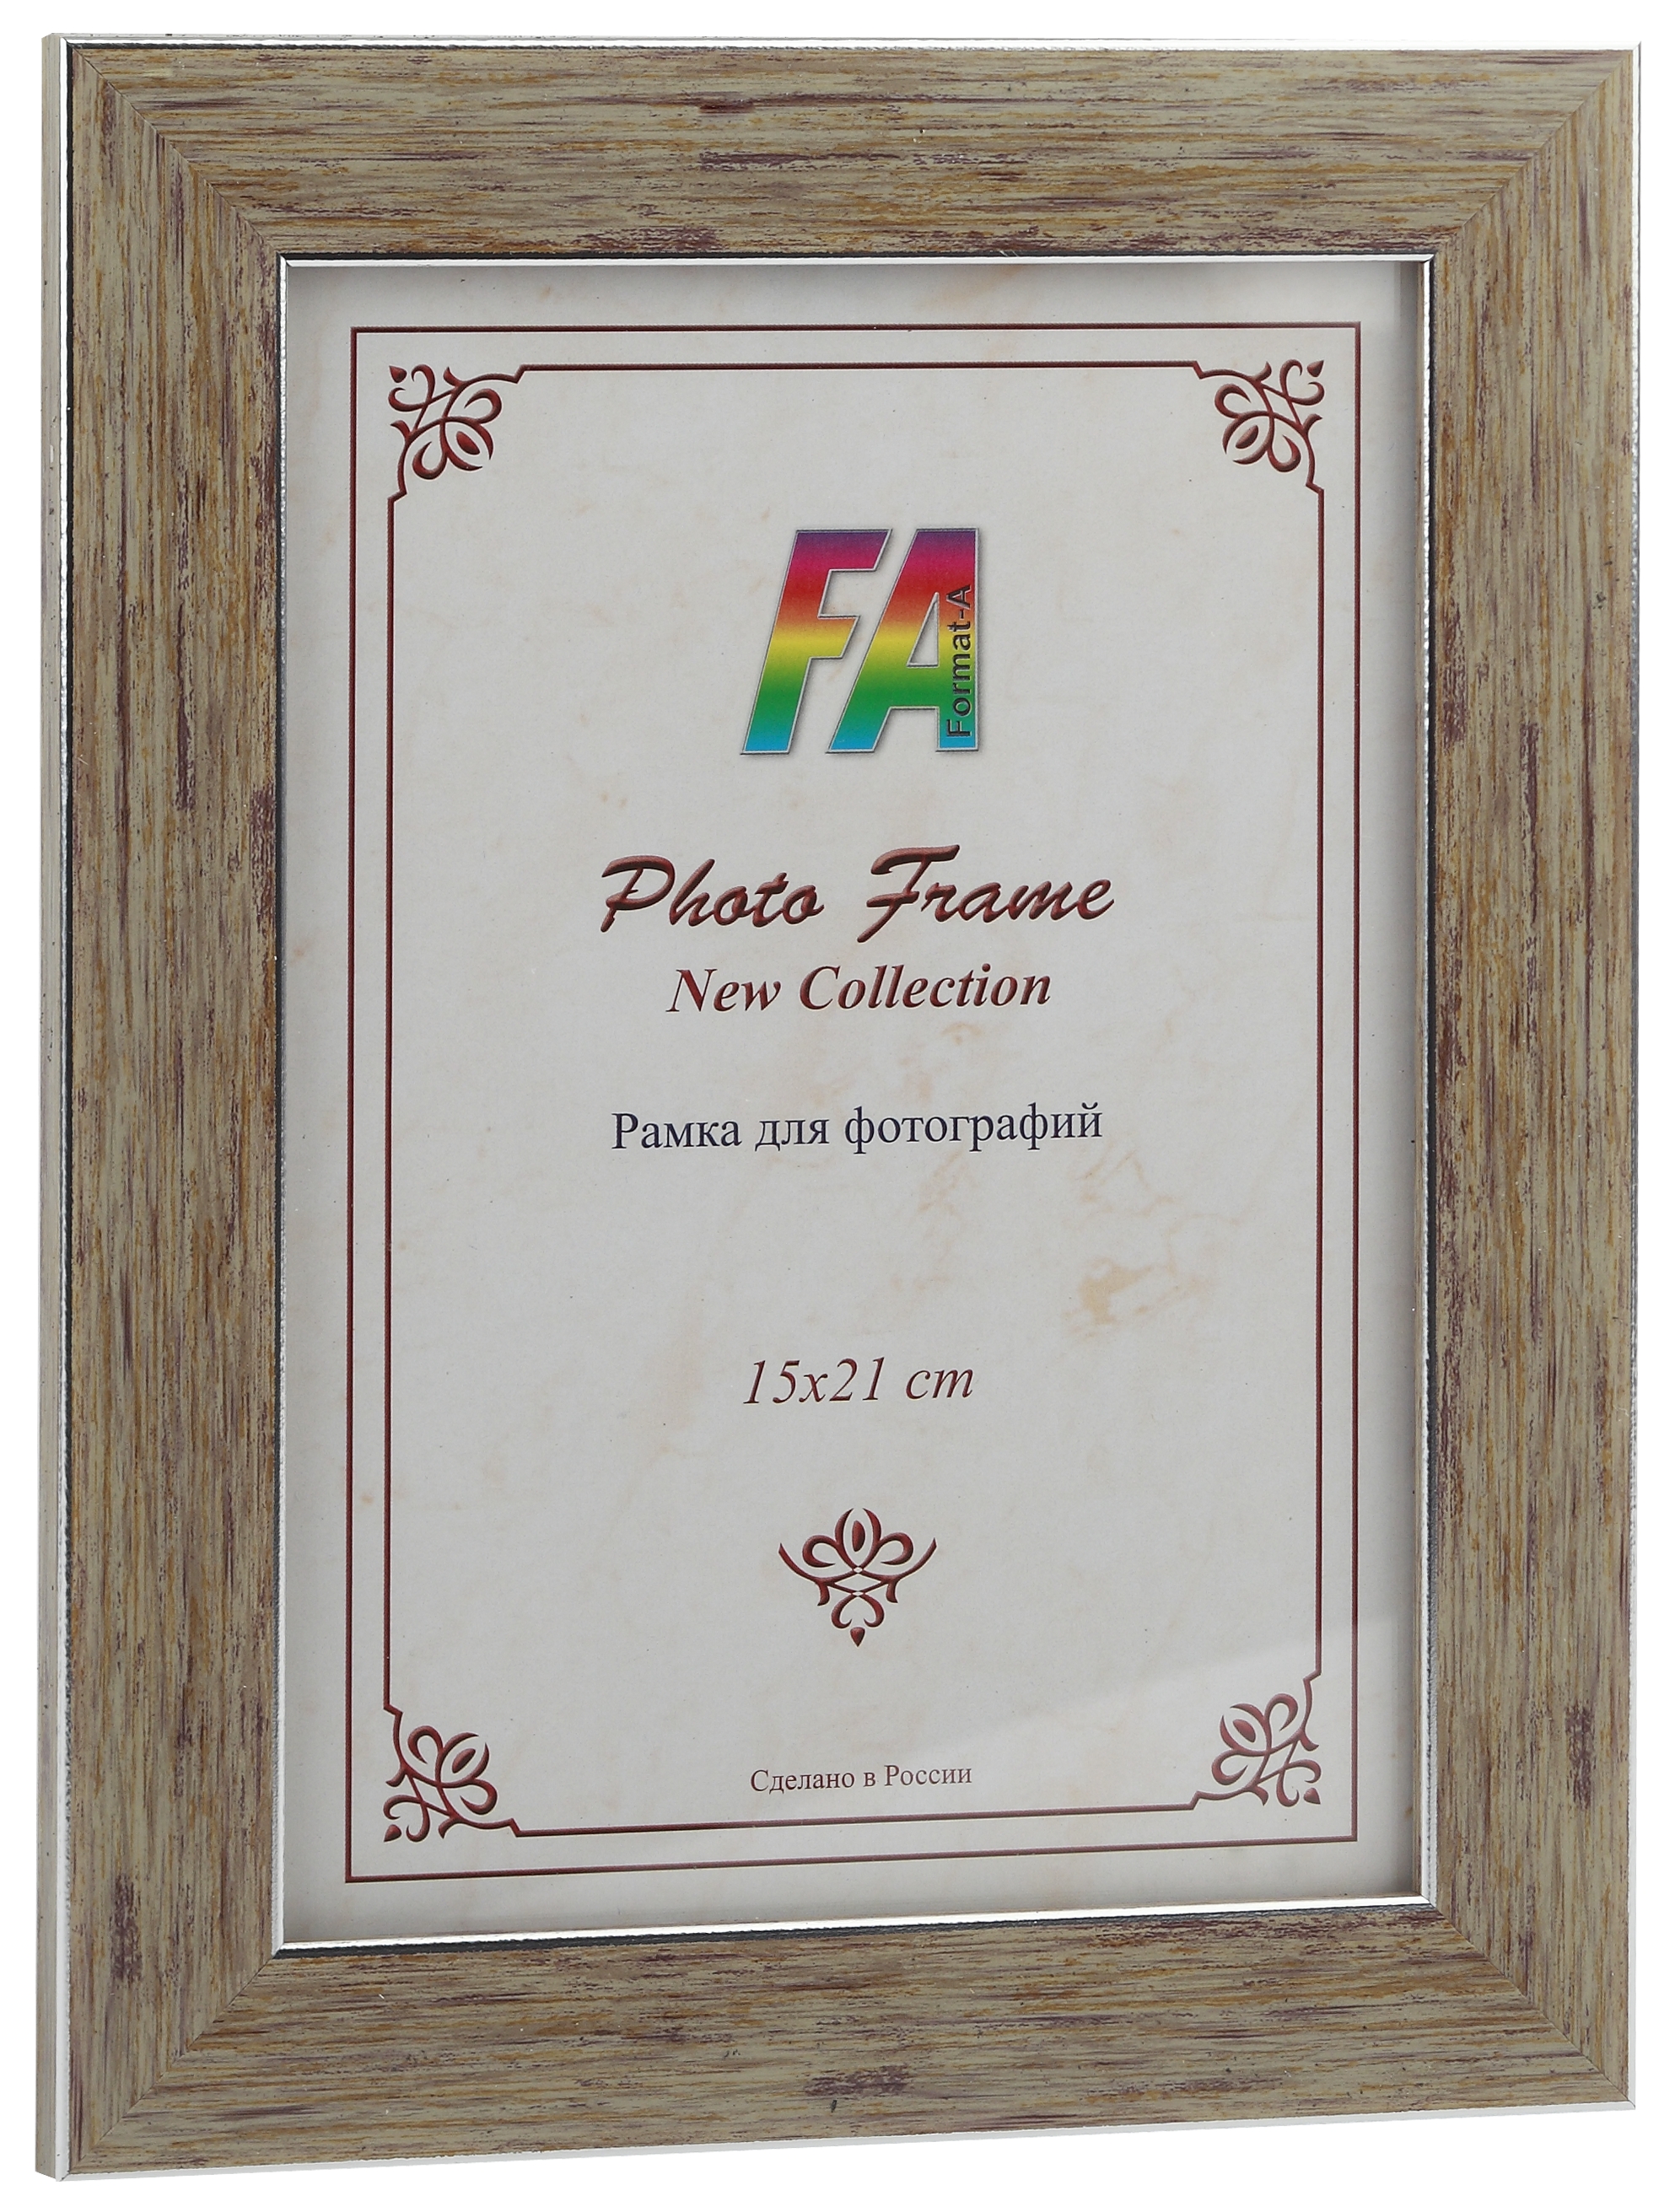 FA
Format-A
Photo Frame
New Collection
Рамка для фотографий
15x21 cm
Сделано в России